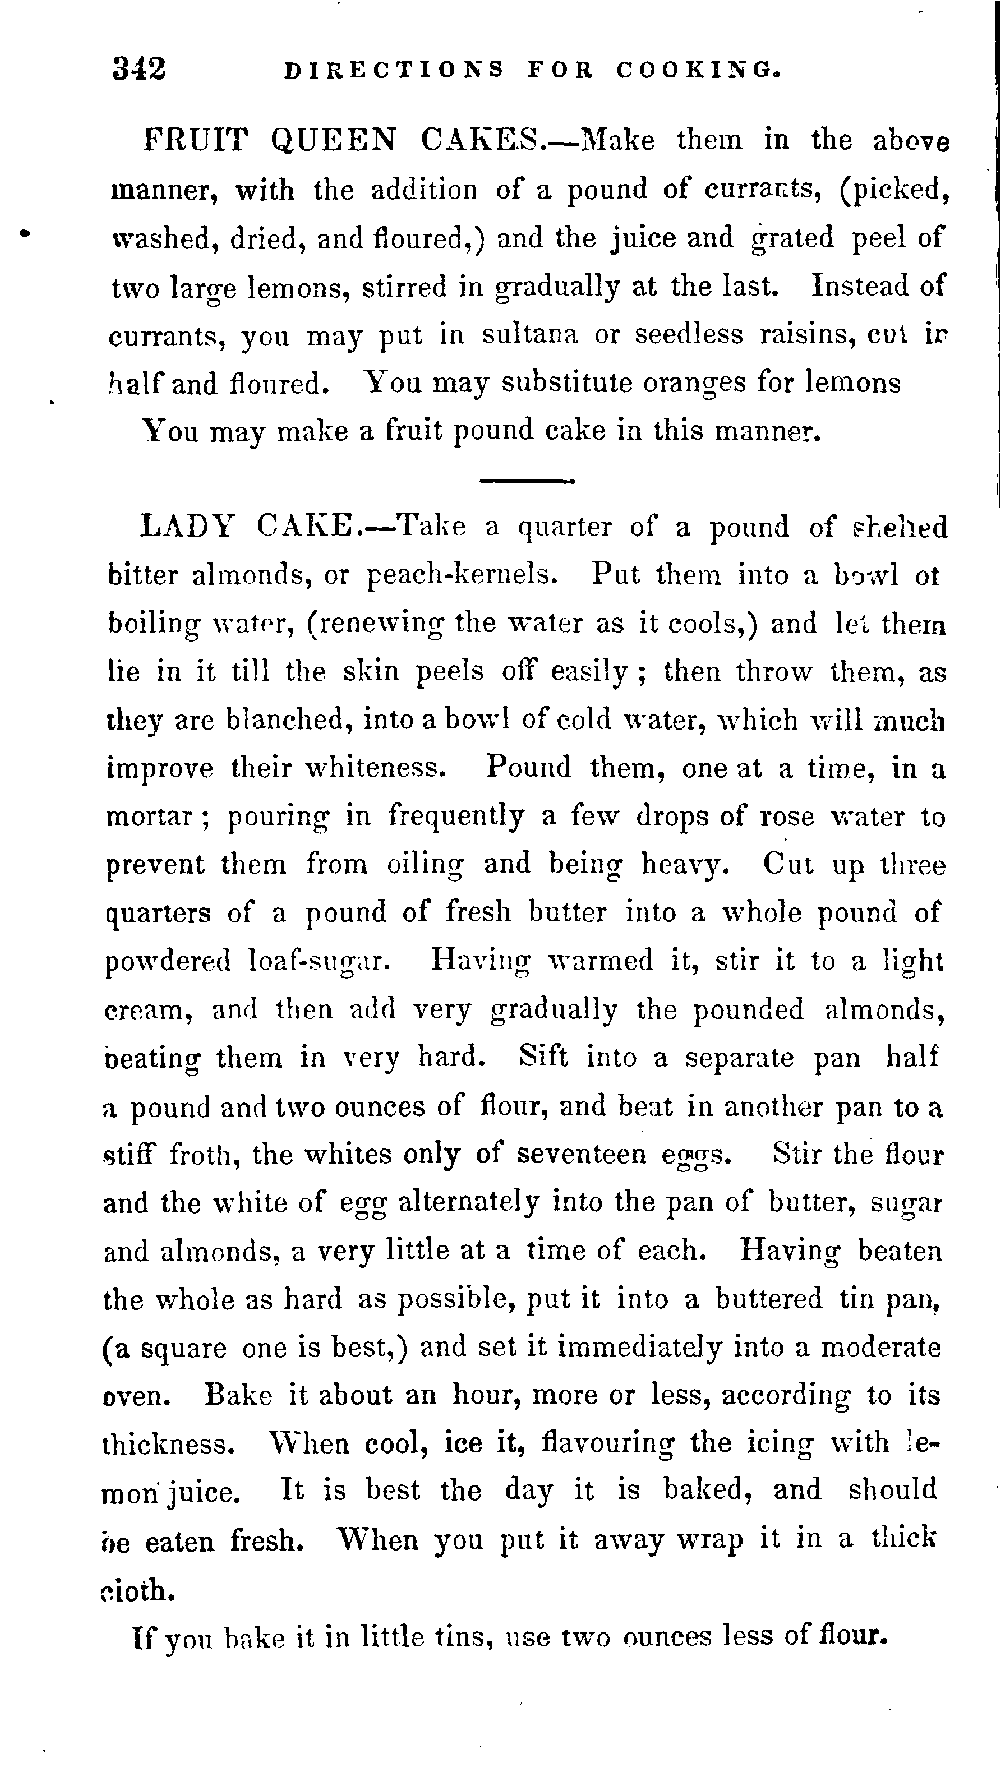 342 DIRECTIONS FOR COOKING.
FRUIT QUEEN CAKES.—Make them in the above
manner, with the addition of a pound of currants, (picked,
washed, dried, and floured,) and the juice and grated peel of
two large lemons, stirred in gradually at the last. Instead of
currants, you may put in sultana or seedless raisins, cut in
half and floured. You may substitute oranges for lemons
You may make a fruit pound cake in this manner.
LADY CAKE.—Take a quarter of a pound of shelled
bitter almonds, or peach-kernels. Put them into a bowl of
boiling water, (renewing the water as it cools,) and let them
lie in it till the skin peels off easily; then throw them, as
they are blanched, into a bowl of cold water, which will much
improve their whiteness. Pound them, one at a time, in a
mortar; pouring in frequently a few drops of rose water to
prevent them from oiling and being heavy. Cut up three
quarters of a pound of fresh butter into a whole pound of
powdered loaf-sugar. Having warmed it, stir it to a light
cream, and then add very gradually the pounded almonds,
beating them in very hard. Sift into a separate pan half
a pound and two ounces of flour, and beat in another pan to a
stiff froth, the whites only of seventeen eggs. Stir the flour
and the white of egg alternately into the pan of butter, sugar
and almonds, a very little at a time of each. Having beaten
the whole as hard as possible, put it into a buttered tin pan,
(a square one is best,) and set it immediately into a moderate
oven. Bake it about an hour, more or less, according to its
thickness. When cool, ice it, flavouring the icing with le-
mon juice. It is best the day it is baked, and should
be eaten fresh. When you put it away wrap it in a thick
cloth.
If you bake it in little tins, use two ounces less of flour.